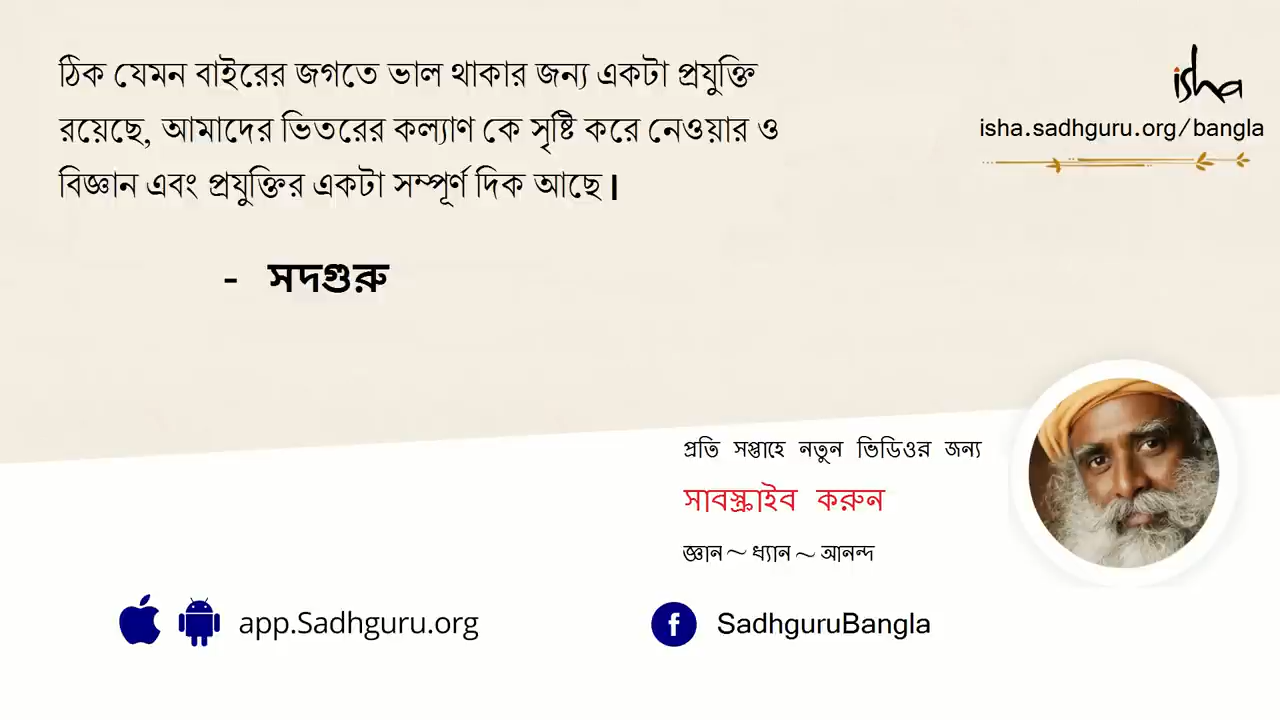 ঠিক যেমন বাইরের জগতে ভাল থাকার জন্য একটা প্রযুক্তি
রয়েছে, আমাদের ভিতরের কল্যাণ কে সৃষ্টি করে নেওয়ার ও
বিজ্ঞান এবং প্রযুক্তির একটা সম্পূর্ণ দিক আছে।
- সদগুরু
isha
isha.sadhguru.org/bangla
প্রতি সপ্তাহে নতুন ভিডিওর জন্য
সাবস্ক্রাইব করুন
জ্ঞান ~ ধ্যান ~ আনন্দ
app.Sadhguru.org
f SadhguruBangla